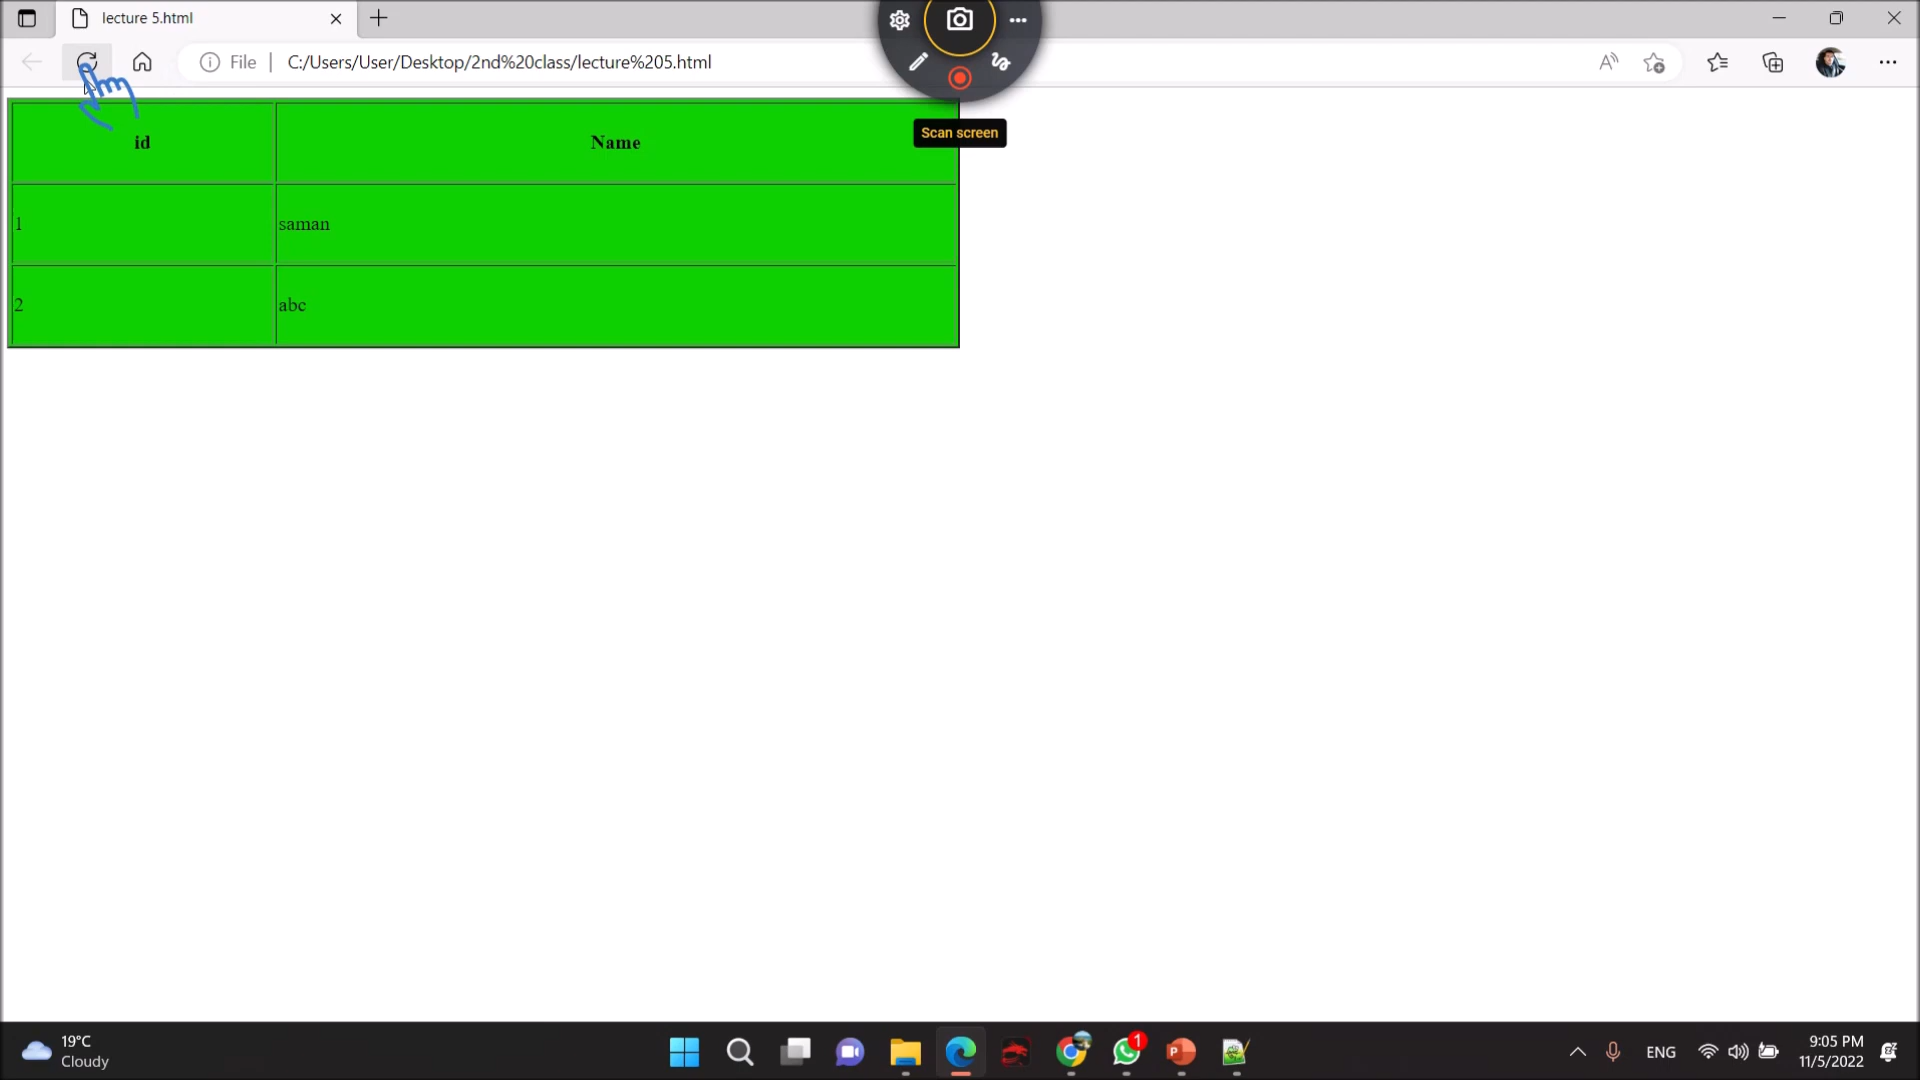 lecture 5.html
File
C:/Users/User/Desktop/2nd%20class/lecture%205.html
Scan screen
id Name
1 saman
2 abc
19°C
Cloudy
1
ENG
9:05 PM
11/5/2022